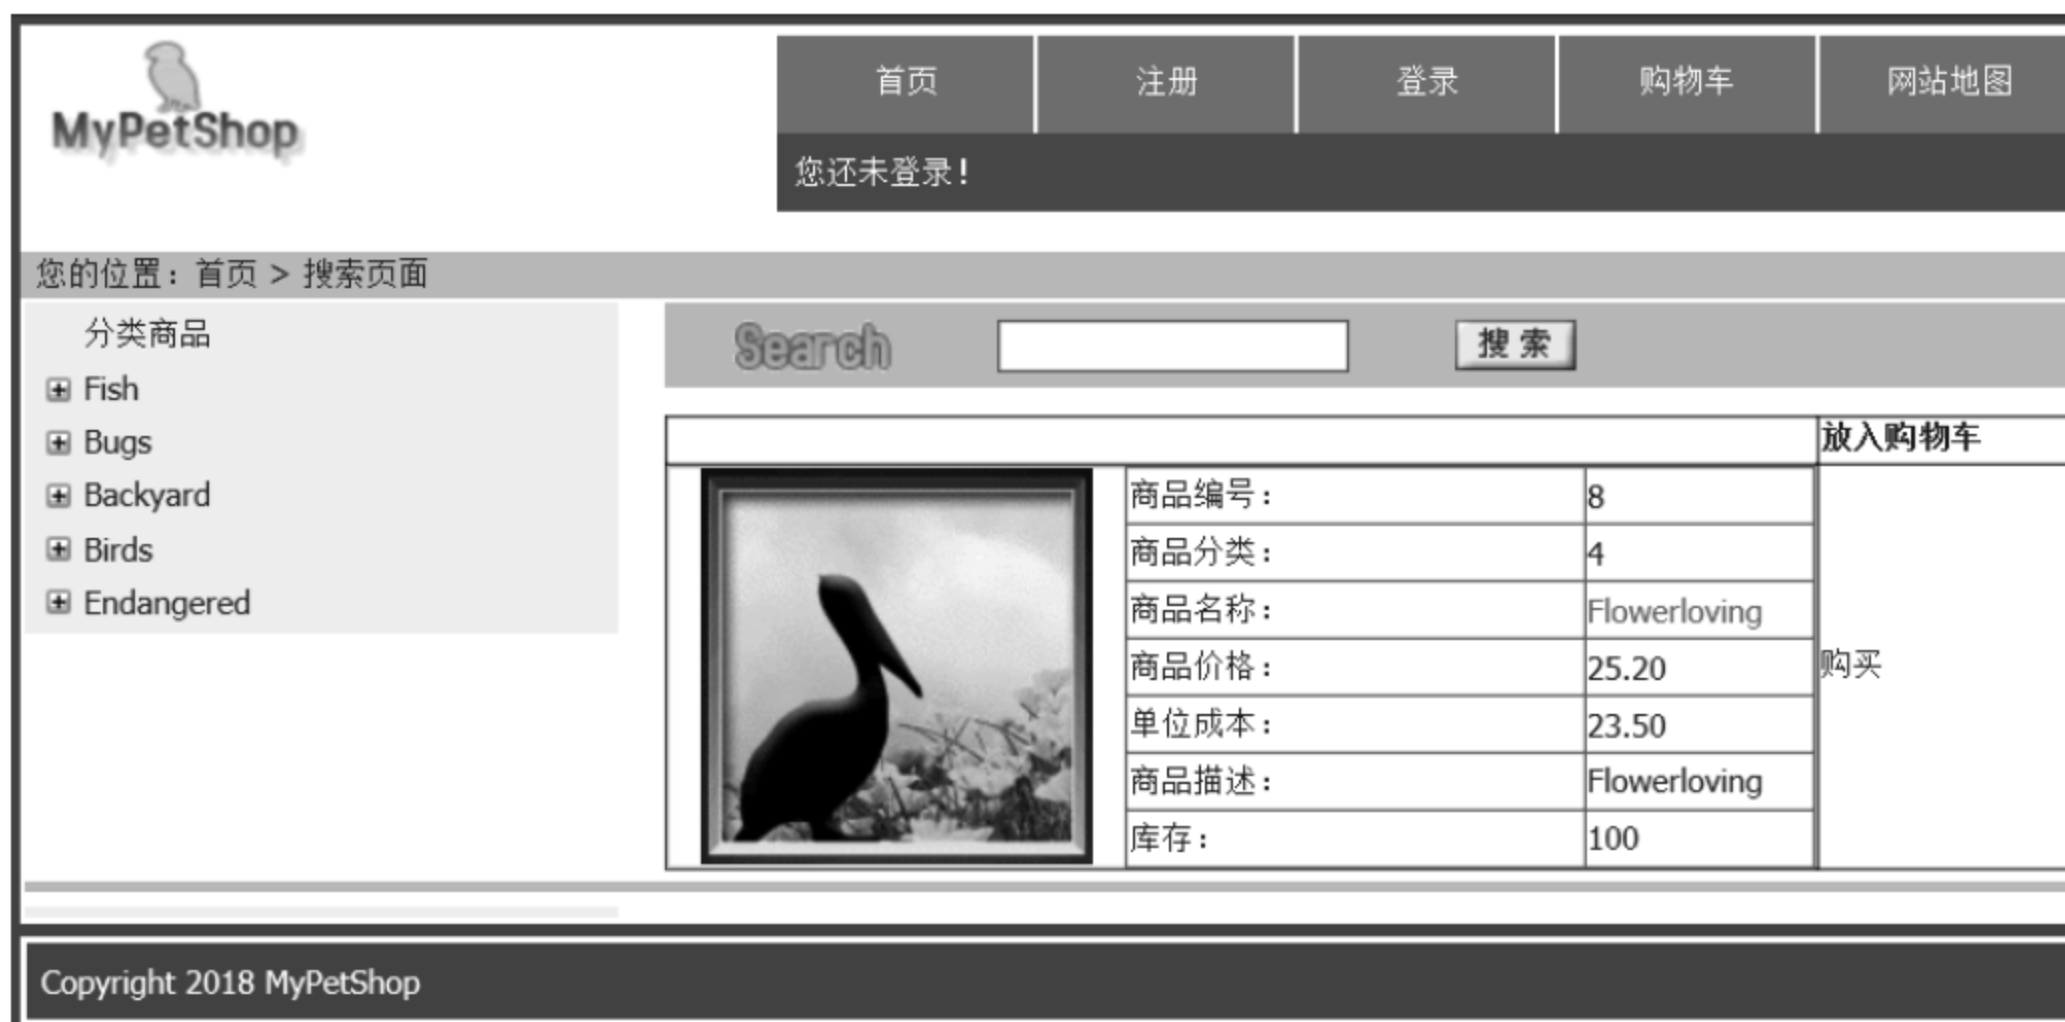 MyPetShop
首页 注册 登录 购物车 网站地图
您还未登录!
您的位置：首页 > 搜索页面
分类商品
Fish
Bugs
Backyard
Birds
Endangered
Search 搜索
放入购物车
商品编号： 8
商品分类： 4
商品名称： Flowerloving
商品价格： 25.20
单位成本： 23.50
商品描述： Flowerloving
库存： 100
购买
Copyright 2018 MyPetShop